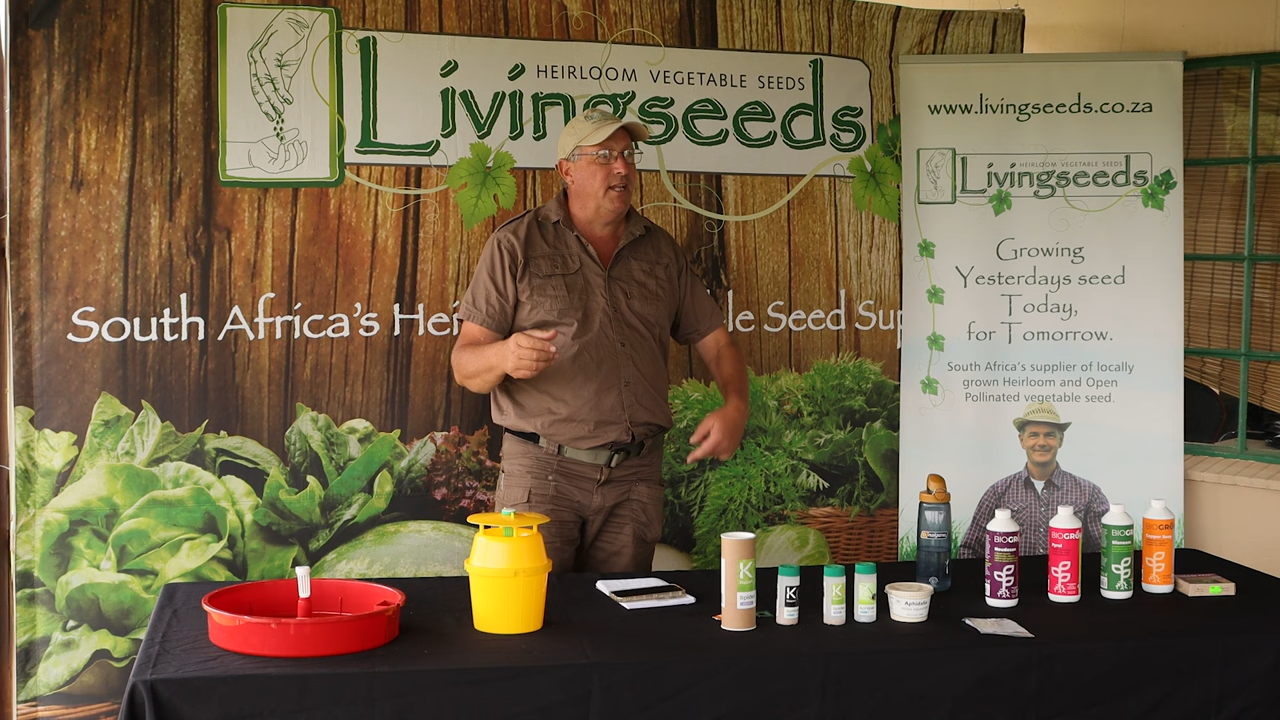 HEIRLOOM VEGETABLE SEEDS
Livingseeds
South Africa's Hei le Seed Sup
www.livingseeds.co.za
HEIRLOOM VEGETABLE SEEDS
Livingseeds
Growing
Yesterdays seed
Today,
for Tomorrow.
South Africa's supplier of locally
grown Heirloom and Open
Pollinated vegetable seed.
K
K
K
BIOGRO
Pyrol
BIOGRO
BIOGRO